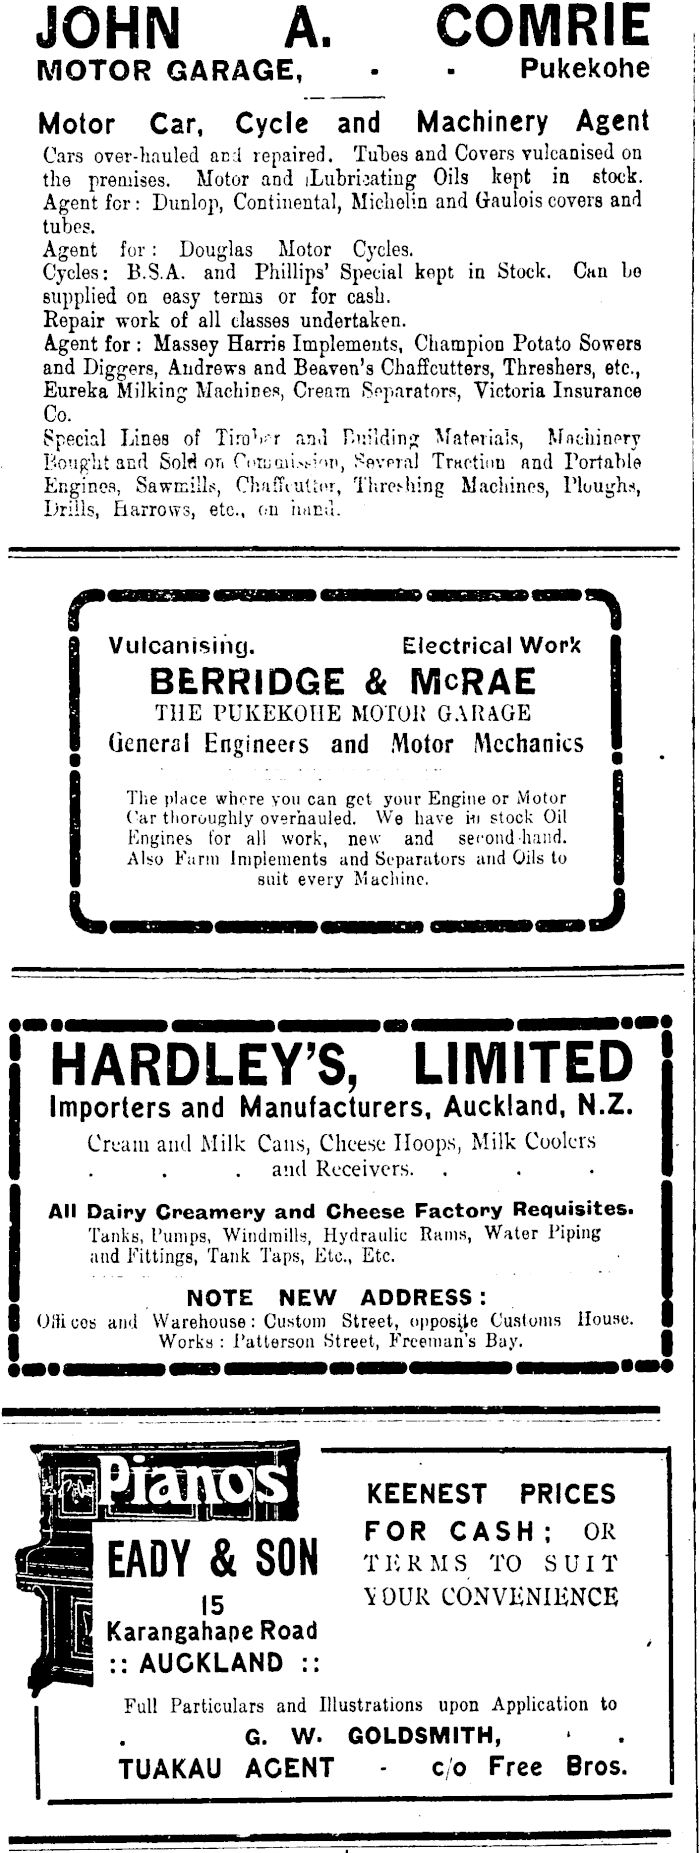 JOHN A. COMRIE
MOTOR GARAGE, - - Pukekohe
Motor Car, Cycle and Machinery Agent
Cars over-hauled and repaired. Tubes and Covers vulcanised on
the premises. Motor and Lubricating Oils kept in stock.
Agent for: Dunlop, Continental, Michelin and Gaulois covers and
tubes.
Agent for: Douglas Motor Cycles.
Cycles: B.S.A. and Phillips' Special kept in Stock. Can be
supplied on easy terms or for cash.
Repair work of all classes undertaken.
Agent for: Massey Harris Implements, Champion Potato Sowers
and Diggers, Andrews and Beaven's Chaffcutters, Threshers, etc.,
Eureka Milking Machines, Cream Separators, Victoria Insurance
Co.
Special Lines of Timber and Building Materials, Machinery
Bought and Sold on Commission, Several Traction and Portable
Engines, Sawmills, Chaffcutter, Threshing Machines, Ploughs,
Drills, Harrows, etc., on hand.
Vulcanising. Electrical Work
BERRIDGE & McRAE
THE PUKEKOHE MOTOR GARAGE
General Engineers and Motor Mechanics
The place where you can get your Engine or Motor
Car thoroughly overhauled. We have in stock Oil
Engines for all work, new and second-hand.
Also Farm Implements and Separators and Oils to
suit every Machine.
HARDLEY'S, LIMITED
Importers and Manufacturers, Auckland, N.Z.
Cream and Milk Cans, Cheese Hoops, Milk Coolers
. . . and Receivers. . . .
All Dairy Creamery and Cheese Factory Requisites.
Tanks, Pumps, Windmills, Hydraulic Rams, Water Piping
and Fittings, Tank Taps, Etc., Etc.
NOTE NEW ADDRESS:
Offices and Warehouse: Custom Street, opposite Customs House.
Works: Patterson Street, Freeman's Bay.
Pianos
EADY & SON
15
Karangahape Road
:: AUCKLAND ::
KEENEST PRICES
FOR CASH; OR
TERMS TO SUIT
YOUR CONVENIENCE
Full Particulars and Illustrations upon Application to
. G. W. GOLDSMITH, .
TUAKAU AGENT - c/o Free Bros.